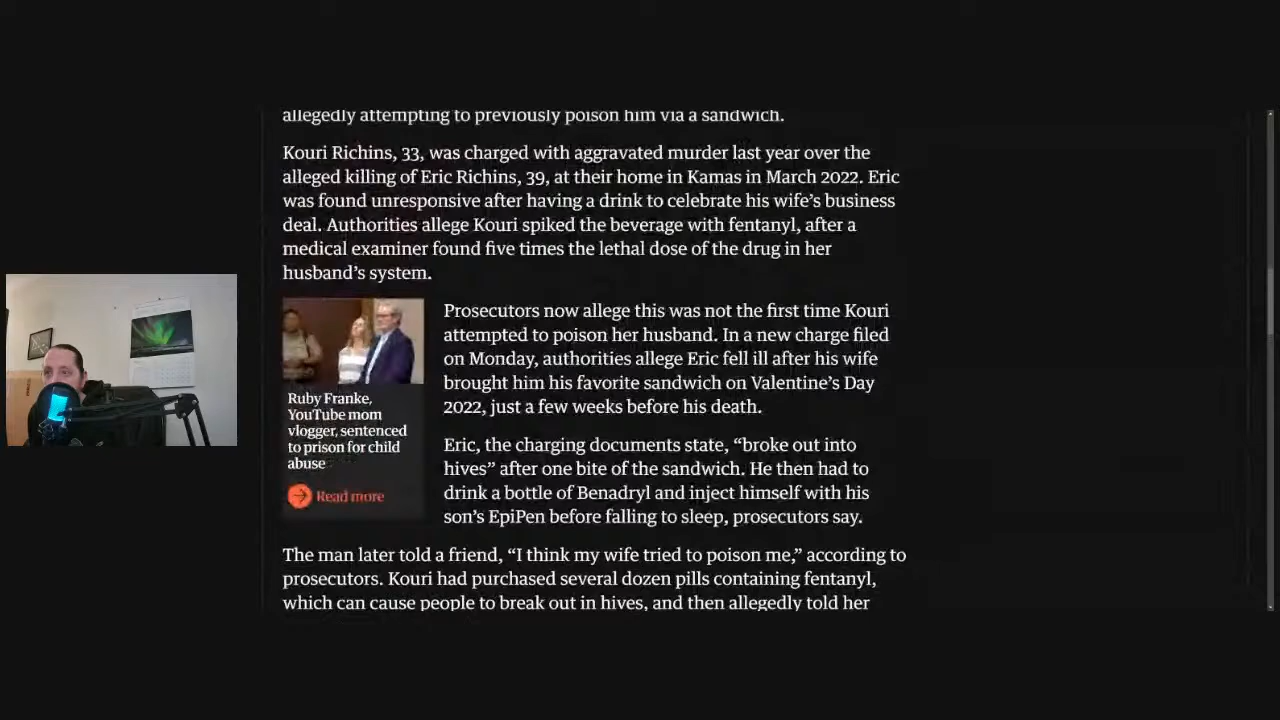 allegedly attempting to previously poison him via a sandwich.
Kouri Richins, 33, was charged with aggravated murder last year over the
alleged killing of Eric Richins, 39, at their home in Kamas in March 2022. Eric
was found unresponsive after having a drink to celebrate his wife’s business
deal. Authorities allege Kouri spiked the beverage with fentanyl, after a
medical examiner found five times the lethal dose of the drug in her
husband’s system.
Ruby Franke,
YouTube mom
vlogger, sentenced
to prison for child
abuse
Read more
Prosecutors now allege this was not the first time Kouri
attempted to poison her husband. In a new charge filed
on Monday, authorities allege Eric fell ill after his wife
brought him his favorite sandwich on Valentine’s Day
2022, just a few weeks before his death.
Eric, the charging documents state, “broke out into
hives” after one bite of the sandwich. He then had to
drink a bottle of Benadryl and inject himself with his
son’s EpiPen before falling to sleep, prosecutors say.
The man later told a friend, “I think my wife tried to poison me,” according to
prosecutors. Kouri had purchased several dozen pills containing fentanyl,
which can cause people to break out in hives, and then allegedly told her